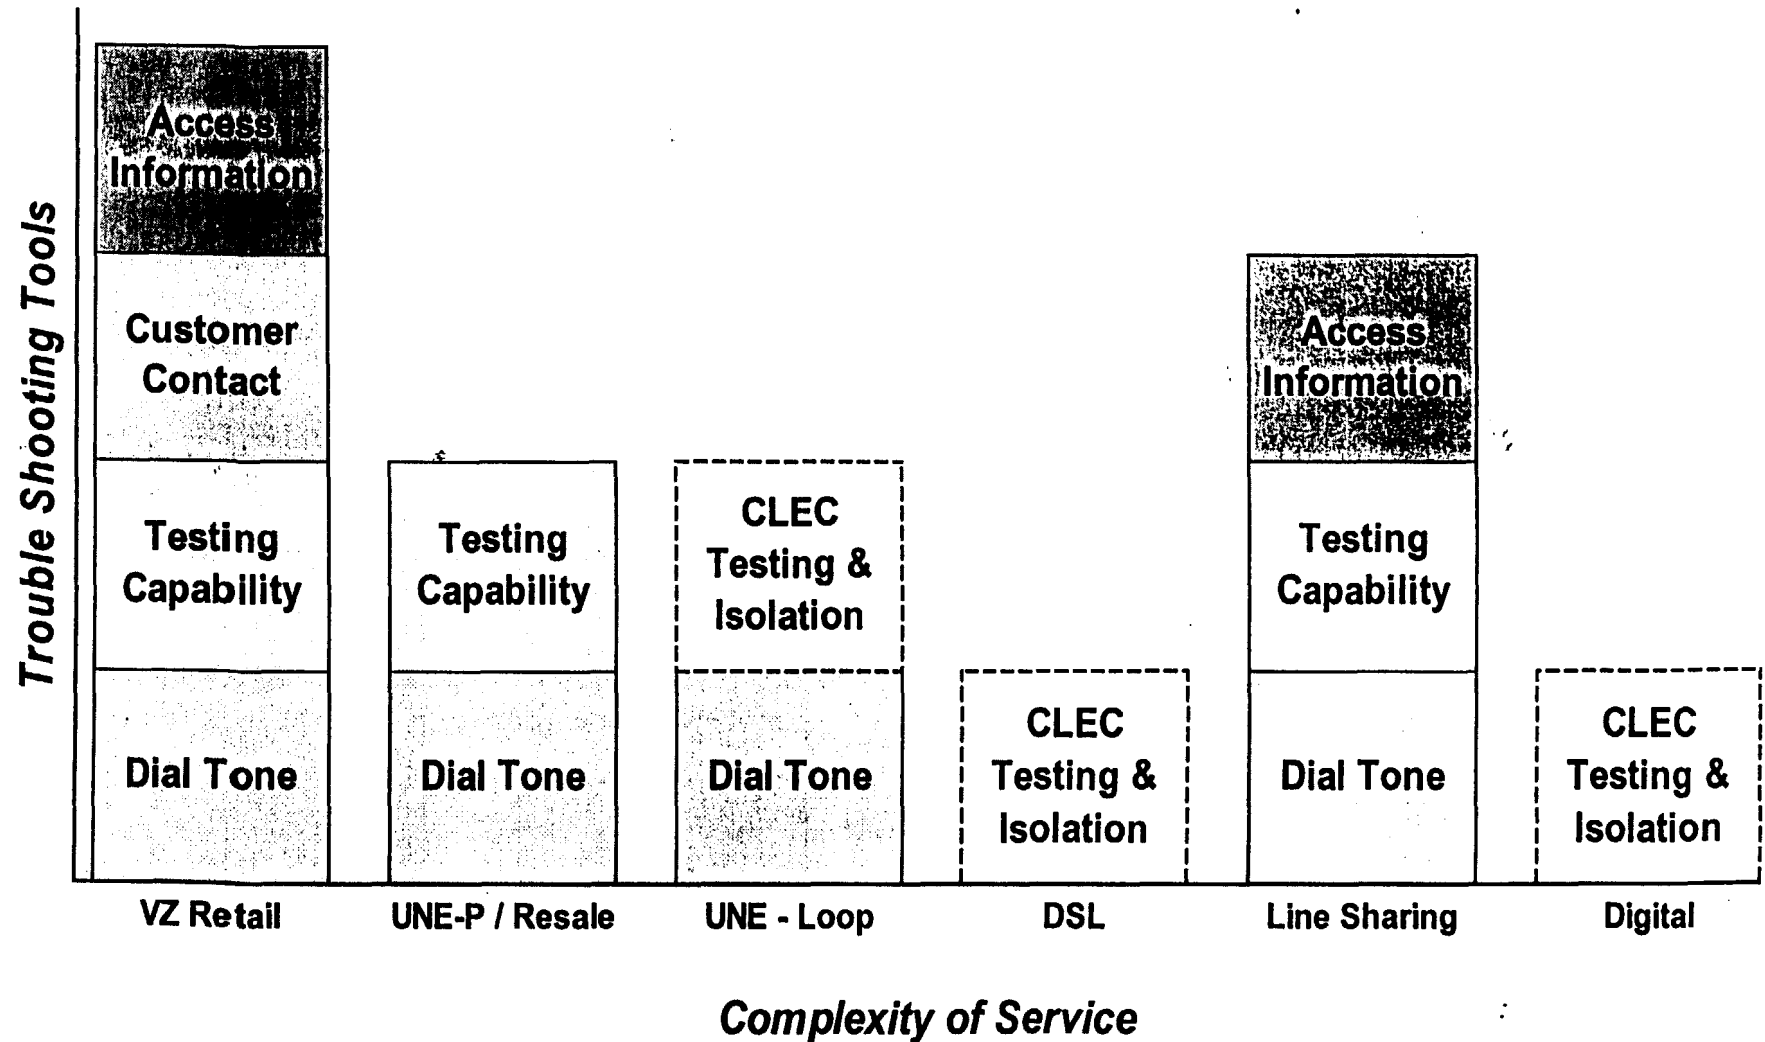 Trouble Shooting Tools
Access
Information
Customer
Contact
Testing
Capability
Dial Tone
VZ Retail
Testing
Capability
Dial Tone
UNE-P / Resale
CLEC
Testing &
Isolation
Dial Tone
UNE - Loop
CLEC
Testing &
Isolation
DSL
Access
Information
Testing
Capability
Dial Tone
Line Sharing
CLEC
Testing &
Isolation
Digital
Complexity of Service